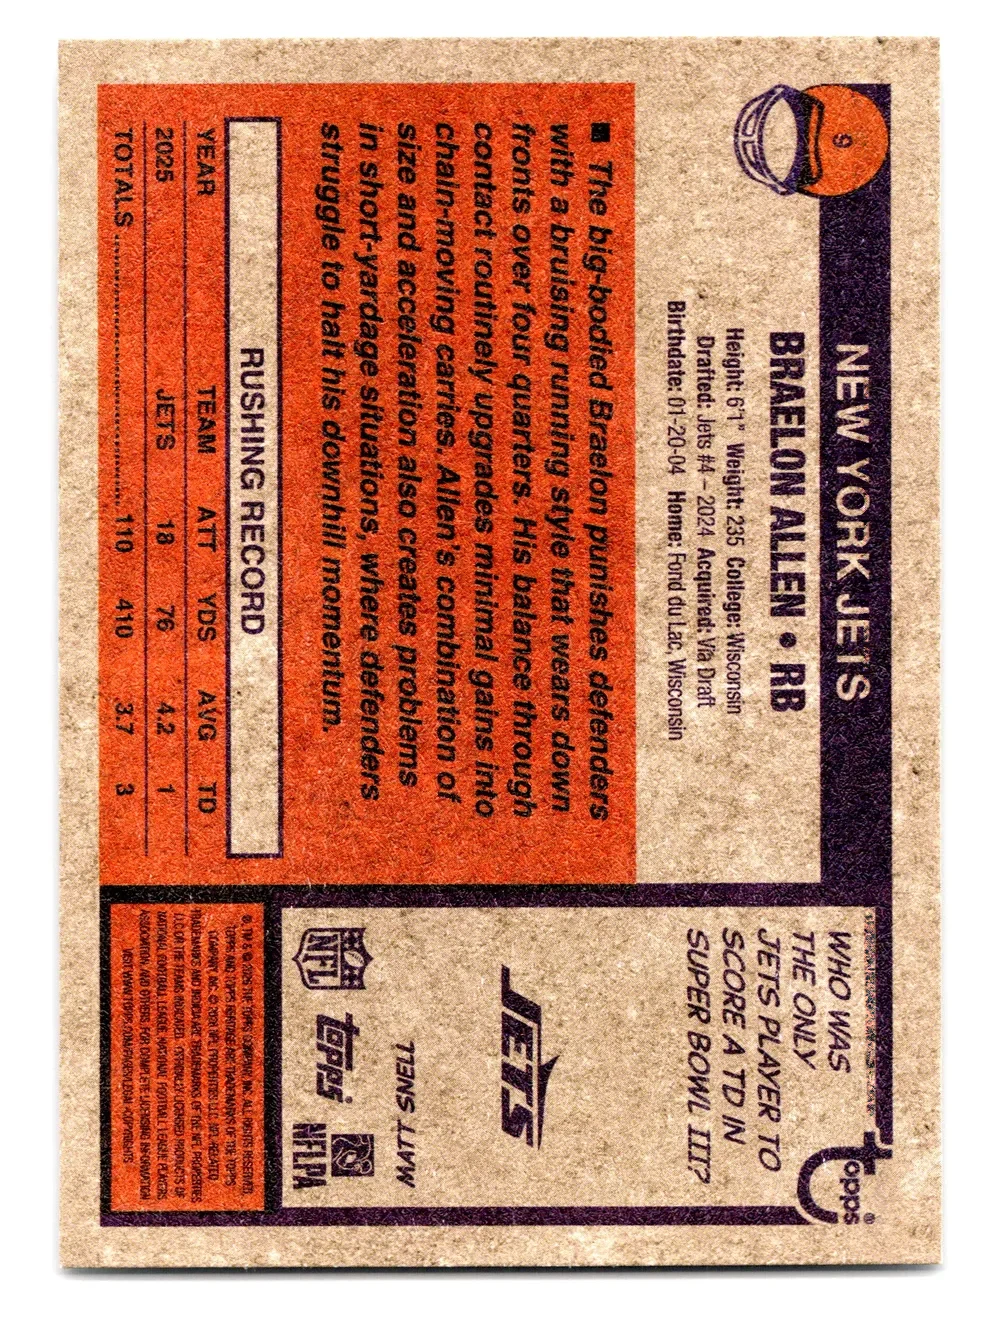 9
NEW YORK JETS
BRAELON ALLEN • RB
Height: 6'1" Weight: 235 College: Wisconsin
Drafted: Jets #4 – 2024 Acquired: Via Draft
Birthdate: 01-20-04 Home: Fond du Lac, Wisconsin
■ The big-bodied Braelon punishes defenders
with a bruising running style that wears down
fronts over four quarters. His balance through
contact routinely upgrades minimal gains into
chain-moving carries. Allen's combination of
size and acceleration also creates problems
in short-yardage situations, where defenders
struggle to halt his downhill momentum.
RUSHING RECORD
YEAR TEAM ATT YDS AVG TD
2025 JETS 18 76 4.2 1
TOTALS 110 410 3.7 3
topps®
WHO WAS
THE ONLY
JETS PLAYER TO
SCORE A TD IN
SUPER BOWL III?
JETS
MATT SNELL
NFL topps NFLPA